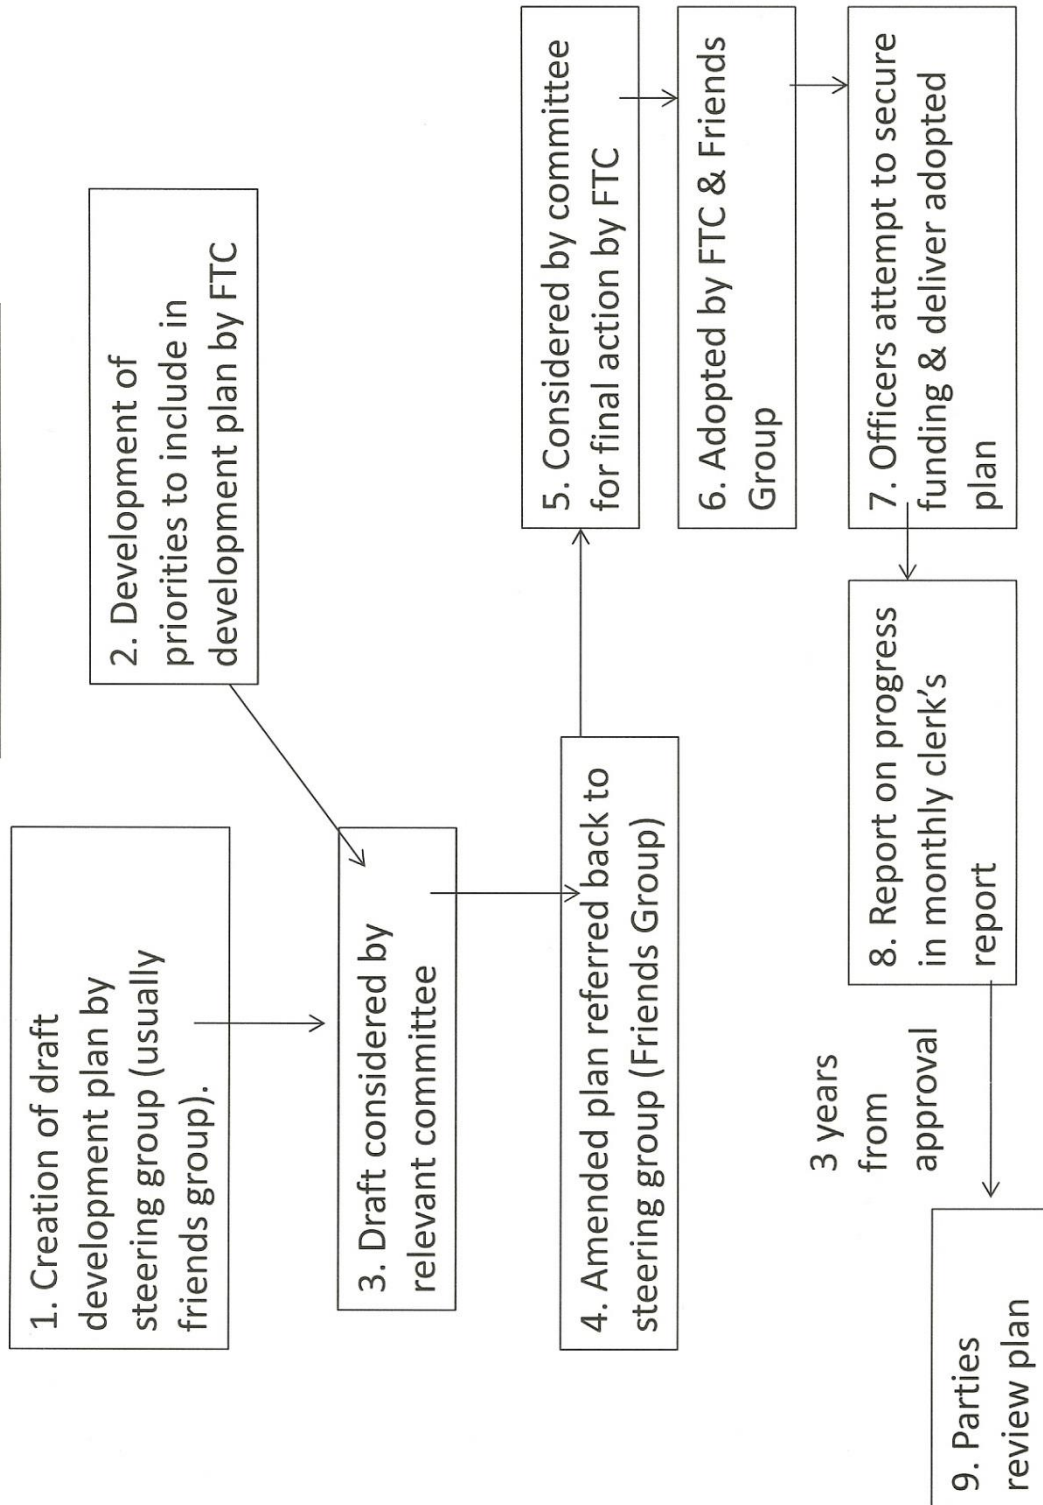 1. Creation of draft
development plan by
steering group (usually
friends group).
2. Development of
priorities to include in
development plan by FTC
3. Draft considered by
relevant committee
4. Amended plan referred back to
steering group (Friends Group)
5. Considered by committee
for final action by FTC
6. Adopted by FTC & Friends
Group
7. Officers attempt to secure
funding & deliver adopted
plan
8. Report on progress
in monthly clerk's
report
3 years
from
approval
9. Parties
review plan